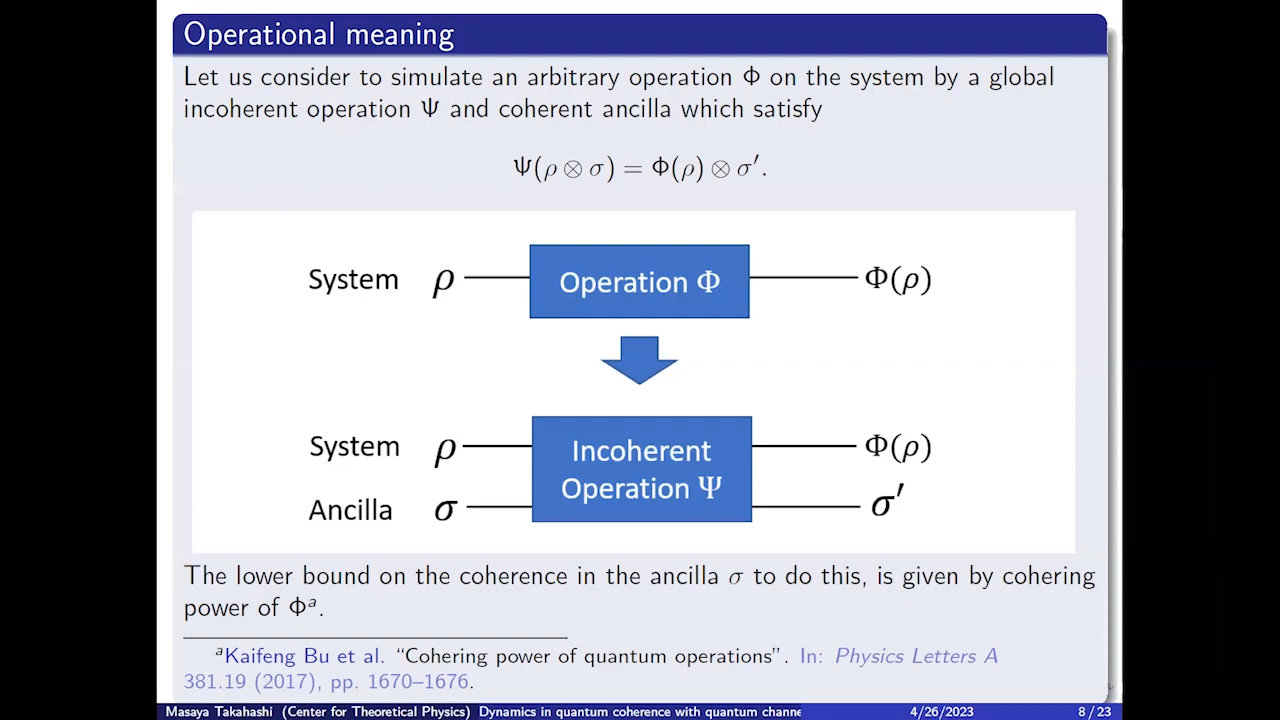 Operational meaning
Let us consider to simulate an arbitrary operation Φ on the system by a global
incoherent operation Ψ and coherent ancilla which satisfy
Ψ(ρ ⊗ σ) = Φ(ρ) ⊗ σ′.
System ρ Operation Φ Φ(ρ)
System ρ Incoherent Φ(ρ)
Operation Ψ
Ancilla σ σ′
The lower bound on the coherence in the ancilla σ to do this, is given by cohering
power of Φᵃ.
ᵃKaifeng Bu et al. “Cohering power of quantum operations”. In: Physics Letters A
381.19 (2017), pp. 1670–1676.
Masaya Takahashi (Center for Theoretical Physics) Dynamics in quantum coherence with quantum channe 4/26/2023 8 / 23